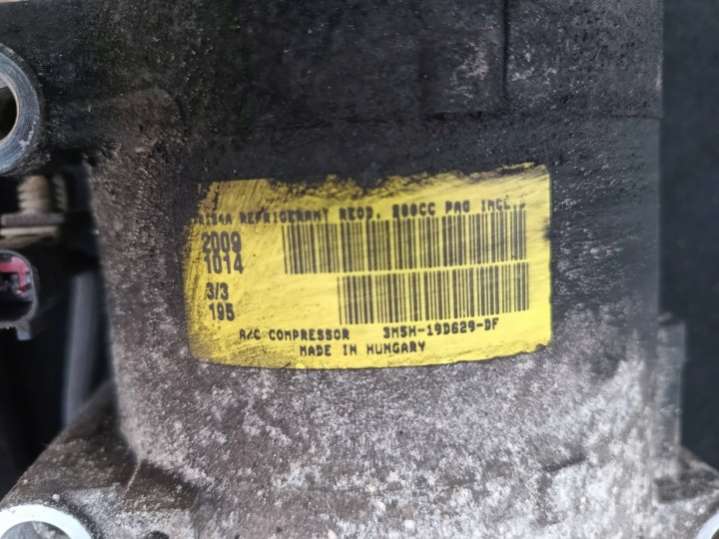 R134A REFRIGERANT REQD. 200CC PAG INCL.
2009
1014
3/3
195
A/C COMPRESSOR 3M5H-19D629-DF
MADE IN HUNGARY